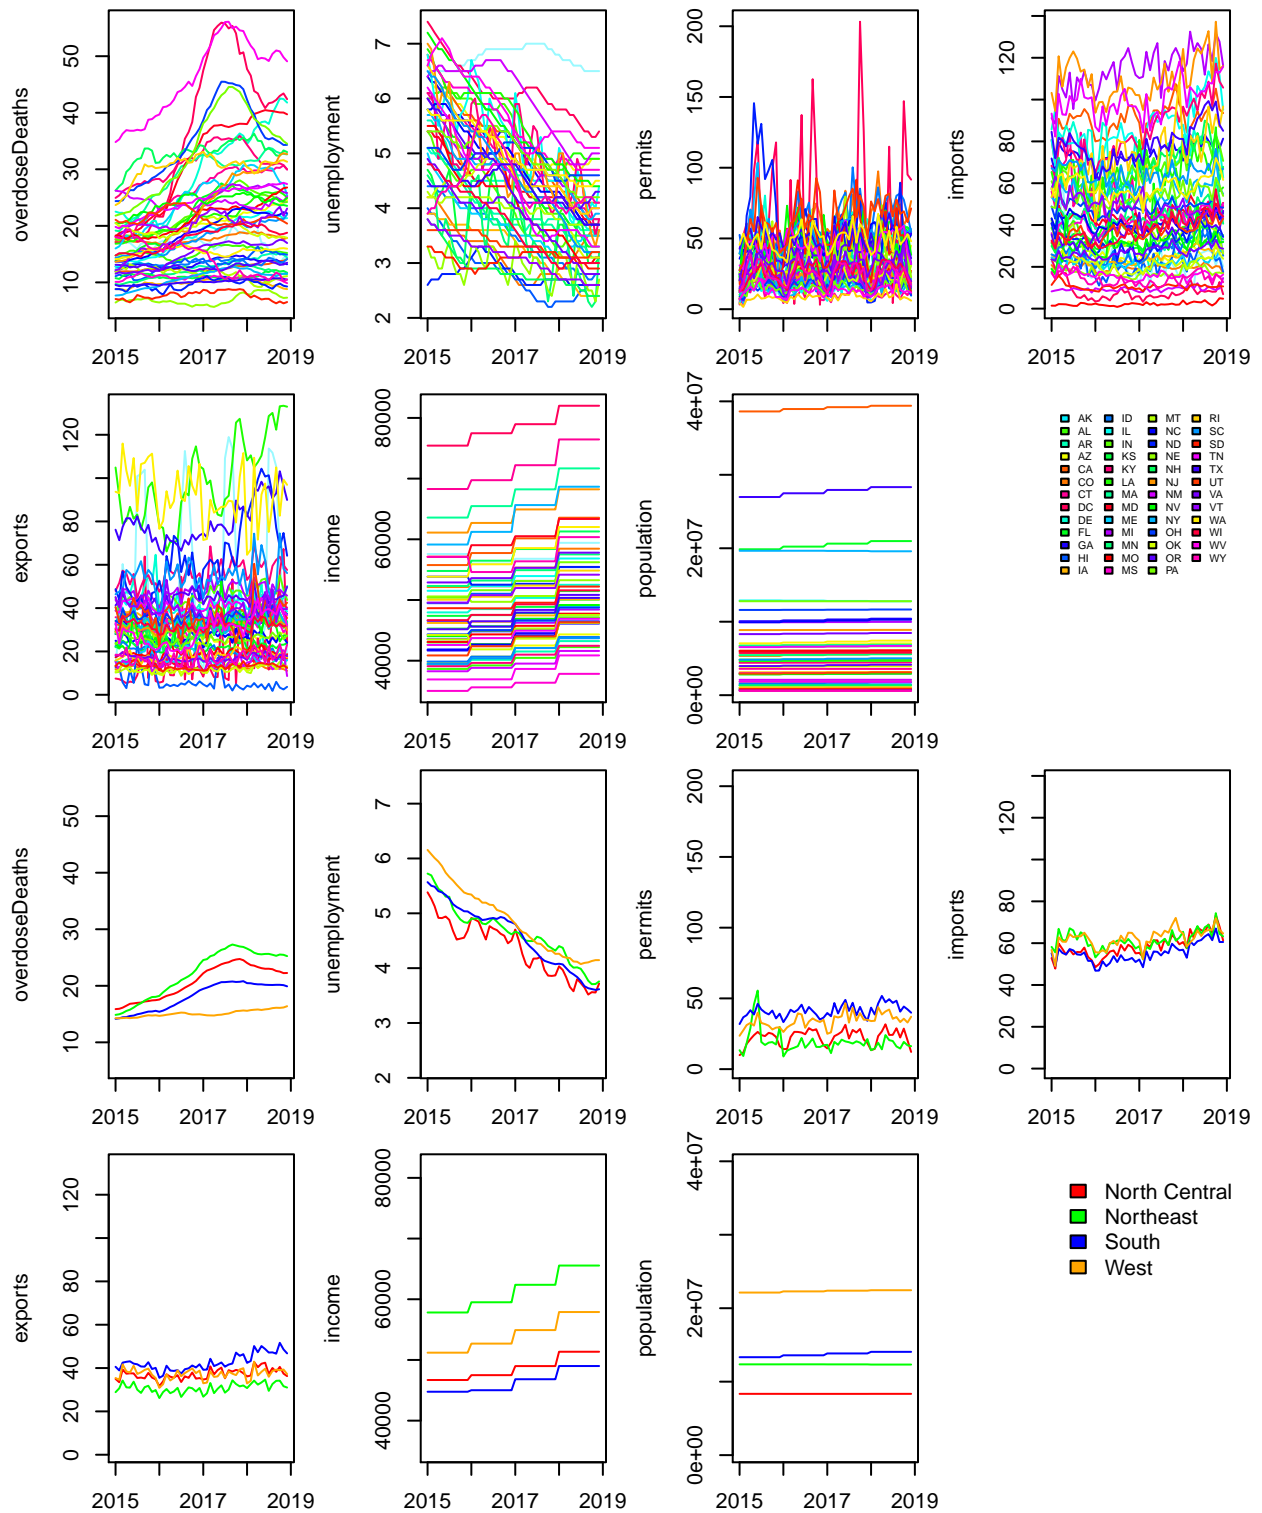 overdoseDeaths
10 20 30 40 50
2015 2017 2019
unemployment
2 3 4 5 6 7
2015 2017 2019
permits
0 50 100 150 200
2015 2017 2019
imports
0 20 40 60 80 120
2015 2017 2019
exports
0 20 40 60 80 120
2015 2017 2019
income
40000 60000 80000
2015 2017 2019
population
0e+00 2e+07 4e+07
2015 2017 2019
AK ID MT RI
AL IL NC SC
AR IN ND SD
AZ KS NE TN
CA KY NH TX
CO LA NJ UT
CT MA NM VA
DC MD NV VT
DE ME NY WA
FL MI OH WI
GA MN OK WV
HI MO OR WY
IA MS PA
overdoseDeaths
10 20 30 40 50
2015 2017 2019
unemployment
2 3 4 5 6 7
2015 2017 2019
permits
0 50 100 150 200
2015 2017 2019
imports
0 20 40 60 80 120
2015 2017 2019
exports
0 20 40 60 80 120
2015 2017 2019
income
40000 60000 80000
2015 2017 2019
population
0e+00 2e+07 4e+07
2015 2017 2019
North Central
Northeast
South
West